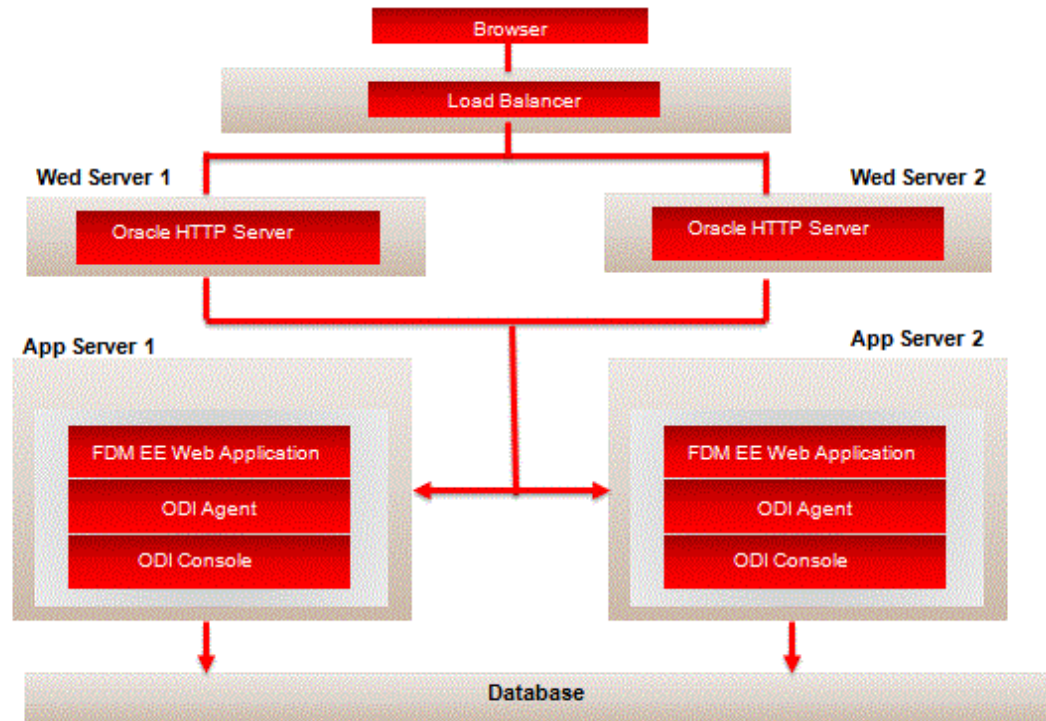 Browser
Load Balancer
Wed Server 1
Wed Server 2
Oracle HTTP Server
Oracle HTTP Server
App Server 1
App Server 2
FDM EE Web Application
ODI Agent
ODI Console
FDM EE Web Application
ODI Agent
ODI Console
Database